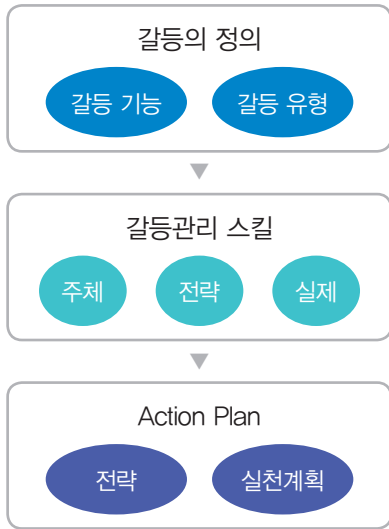 갈등의 정의
갈등 기능 갈등 유형
갈등관리 스킬
주체 전략 실제
Action Plan
전략 실천계획